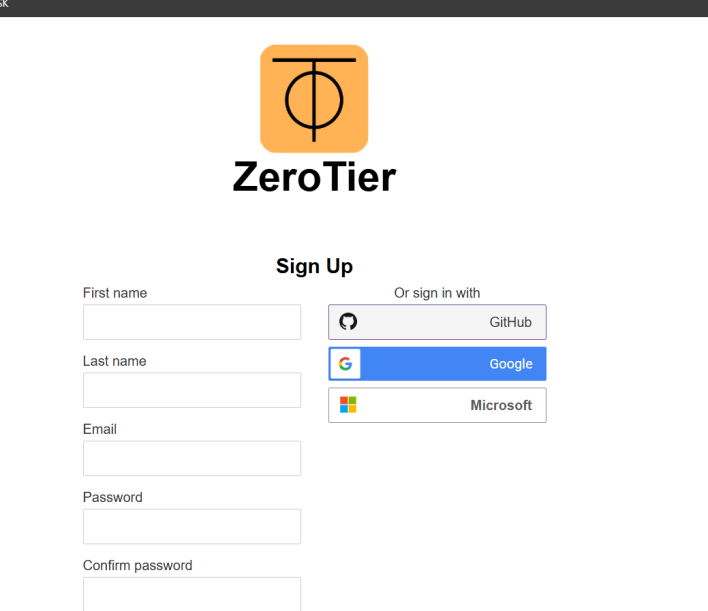 ZeroTier
Sign Up
First name
Last name
Email
Password
Confirm password
Or sign in with
GitHub
Google
Microsoft